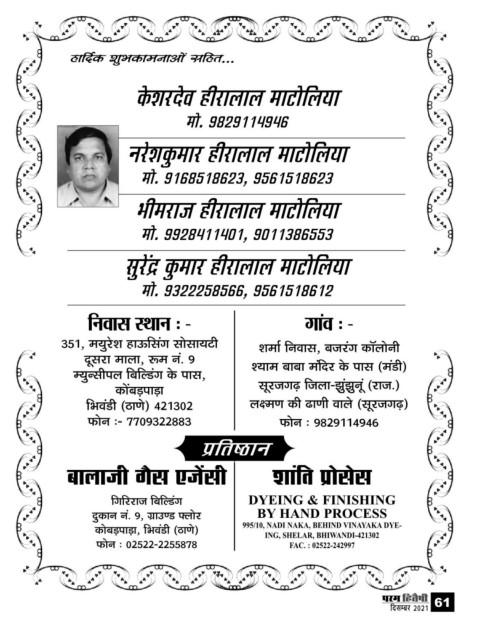 हार्दिक शुभकामनाओं सहित...
केशरदेव हीरालाल माटोलिया
मो. 9829114946
नरेशकुमार हीरालाल माटोलिया
मो. 9168518623, 9561518623
भीमराज हीरालाल माटोलिया
मो. 9928411401, 9011386553
सुरेंद्र कुमार हीरालाल माटोलिया
मो. 9322258566, 9561518612
निवास स्थान : -
351, मयुरेश हाऊसिंग सोसायटी
दूसरा माला, रूम नं. 9
म्युन्सीपल बिल्डिंग के पास,
कोंबड़पाड़ा
भिवंडी (ठाणे) 421302
फोन :- 7709322883
गांव : -
शर्मा निवास, बजरंग कॉलोनी
श्याम बाबा मंदिर के पास (मंडी)
सूरजगढ़ जिला-झुंझुनूं (राज.)
लक्ष्मण की ढाणी वाले (सूरजगढ़)
फोन : 9829114946
प्रतिष्ठान
बालाजी गैस एजेंसी
गिरिराज बिल्डिंग
दुकान नं. 9, ग्राउण्ड फ्लोर
कोबड़पाड़ा, भिवंडी (ठाणे)
फोन : 02522-2255878
शांति प्रोसेस
DYEING & FINISHING
BY HAND PROCESS
995/10, NADI NAKA, BEHIND VINAYAKA DYE-
ING, SHELAR, BHIWANDI-421302
FAC. : 02522-242997
परम हितैषी
दिसम्बर 2021
61